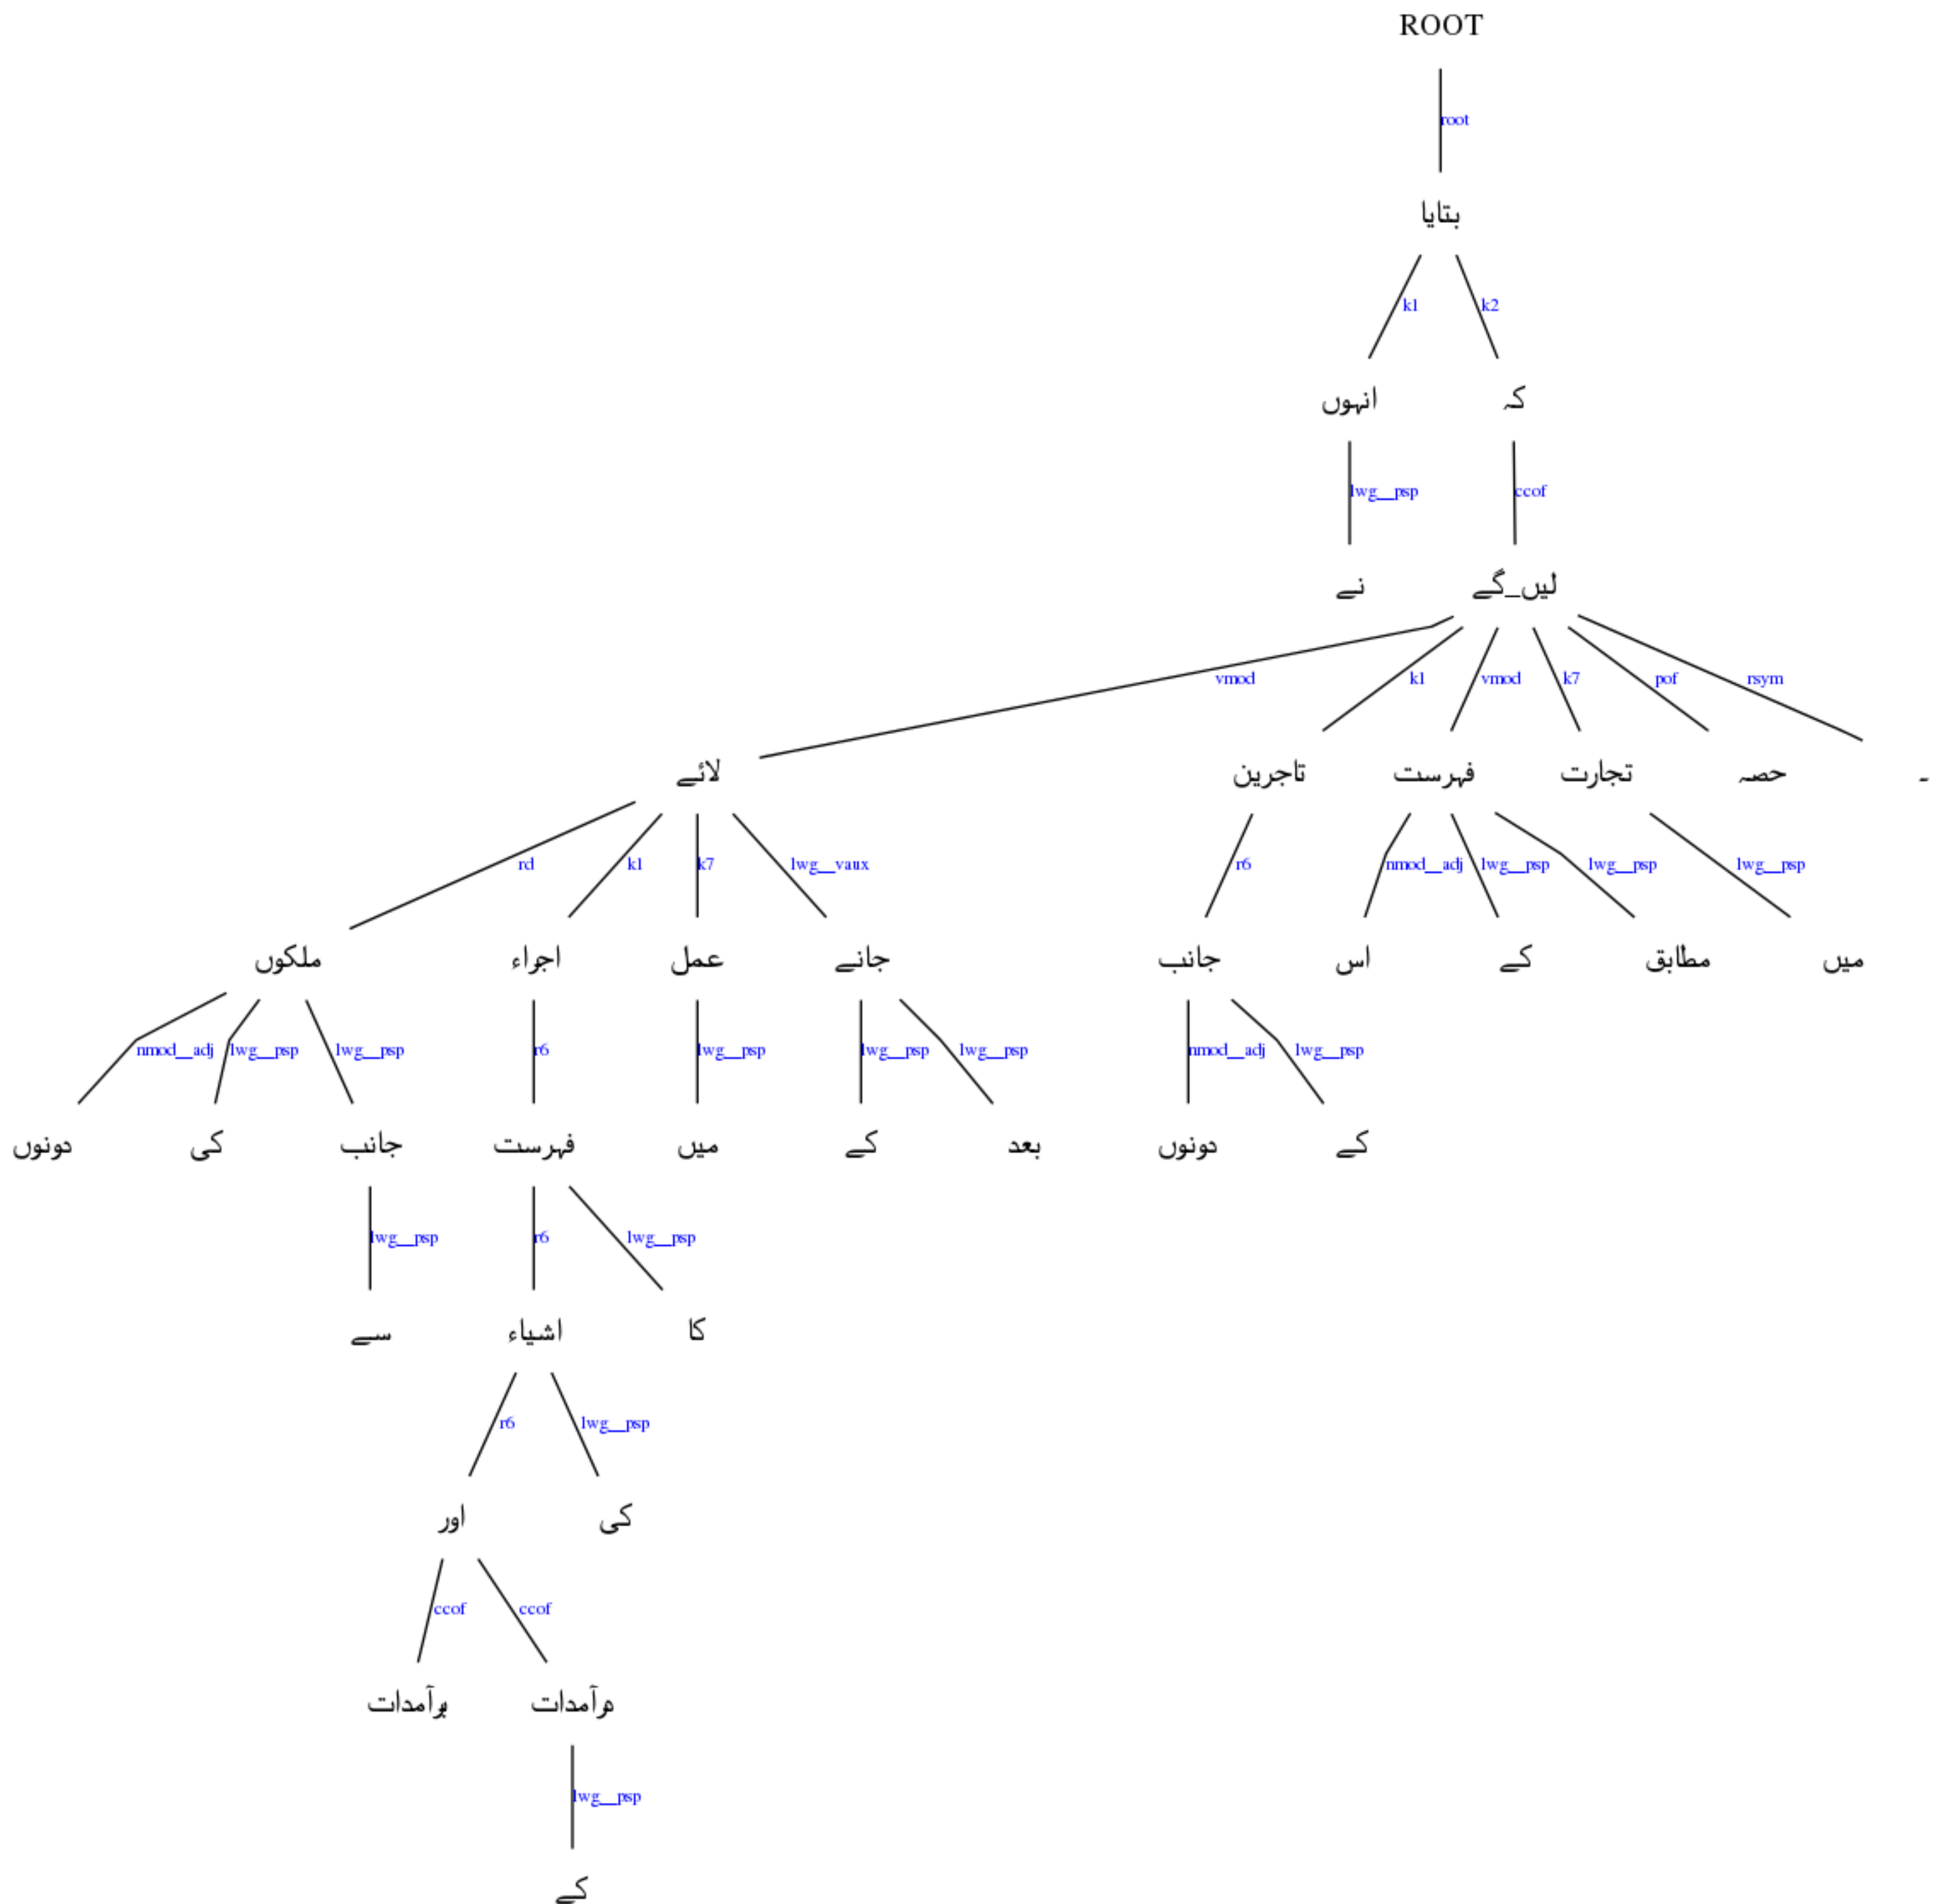 ROOT
root
بتایا
k1 k2
انہوں کہ
lwg__psp ccof
نے لیں_گے
vmod k1 vmod k7 pof rsym
لائے تاجرین فہرست تجارت حصہ ۔
rd k1 k7 lwg__vaux r6 nmod__adj lwg__psp lwg__psp lwg__psp
ملکوں اجراء عمل جانے جانب اس کے مطابق میں
nmod__adj lwg__psp lwg__psp r6 lwg__psp lwg__psp lwg__psp nmod__adj lwg__psp
دونوں کی جانب فہرست میں کے بعد دونوں کے
lwg__psp r6 lwg__psp
سے اشیاء کا
r6 lwg__psp
اور کی
ccof ccof
برآمدات درآمدات
lwg__psp
کے